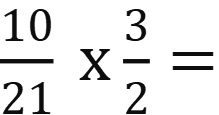 10/21 x 3/2 =